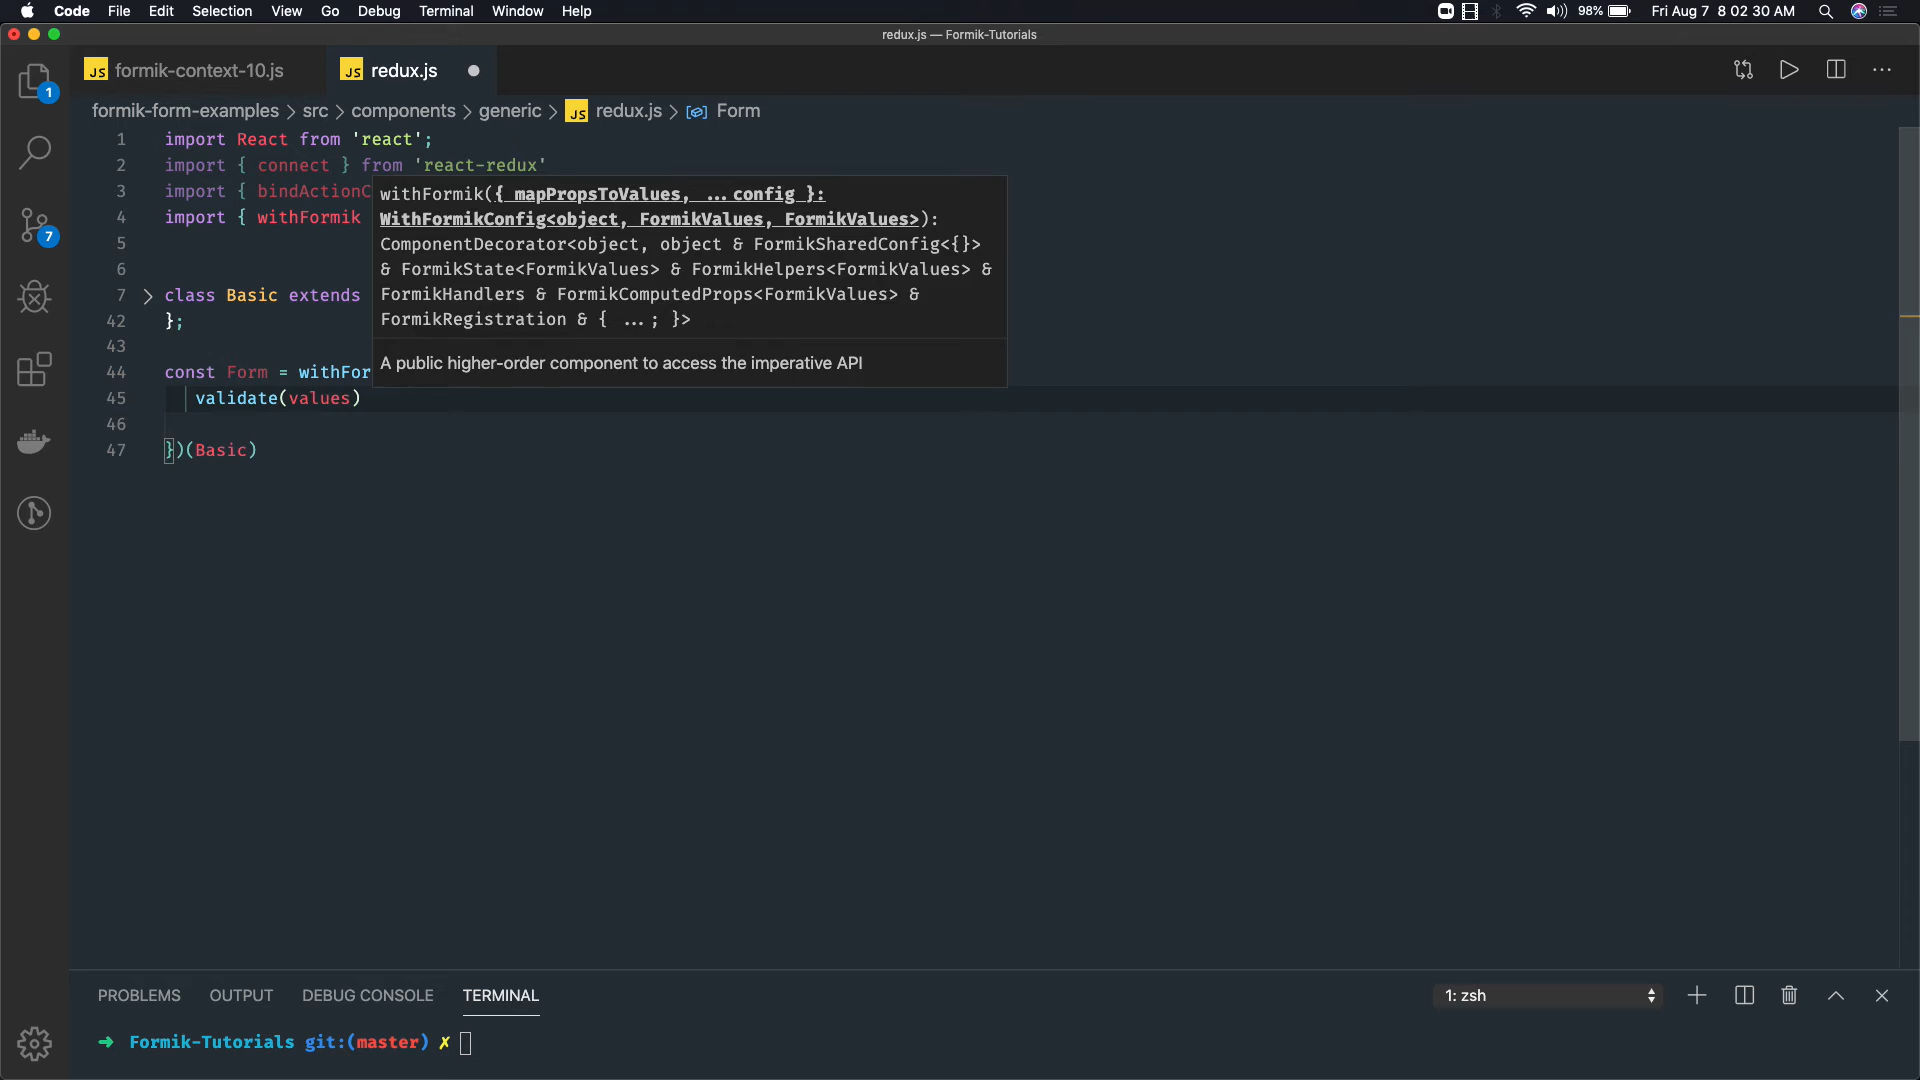 Code File Edit Selection View Go Debug Terminal Window Help 98% Fri Aug 7 8 02 30 AM
redux.js — Formik-Tutorials
JS formik-context-10.js JS redux.js
formik-form-examples > src > components > generic > JS redux.js > Form
1 import React from 'react';
2 import { connect } from 'react-redux'
3 import { bindActionC
4 import { withFormik
5
6
7 class Basic extends
42 };
43
44 const Form = withFor
45 validate(values)
46
47 })(Basic)
withFormik({ mapPropsToValues, ...config }:
WithFormikConfig<object, FormikValues, FormikValues>):
ComponentDecorator<object, object & FormikSharedConfig<{}>
& FormikState<FormikValues> & FormikHelpers<FormikValues> &
FormikHandlers & FormikComputedProps<FormikValues> &
FormikRegistration & { ...; }>
A public higher-order component to access the imperative API
1
7
PROBLEMS OUTPUT DEBUG CONSOLE TERMINAL 1: zsh
➜ Formik-Tutorials git:(master) ✗